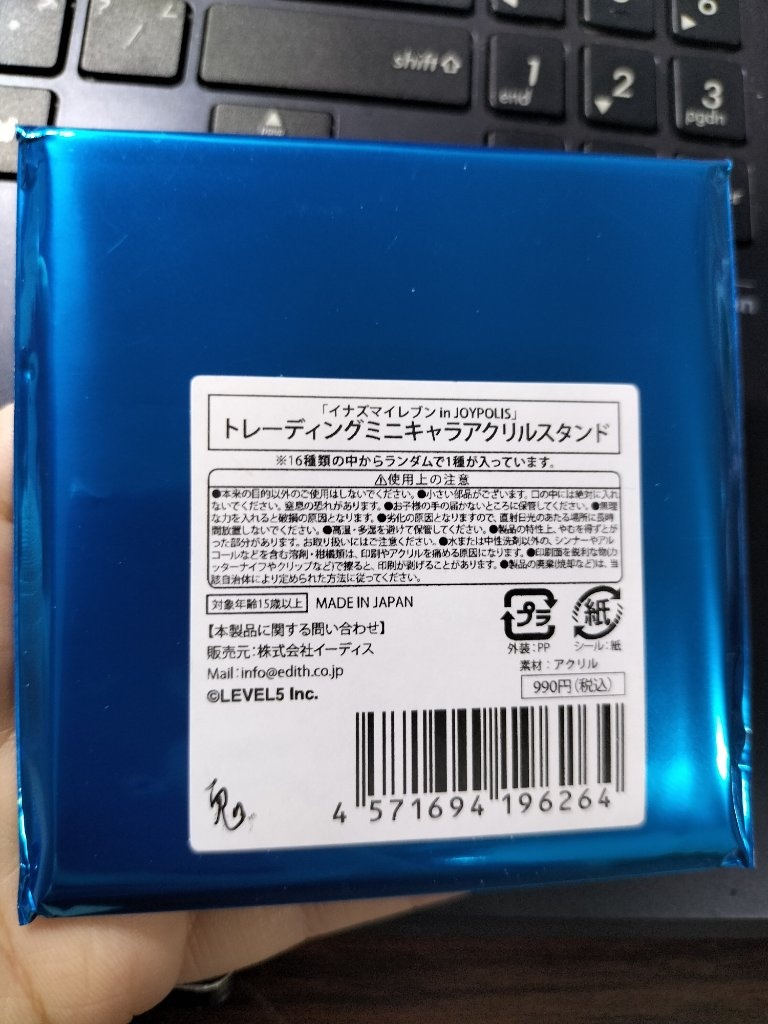 shift
1
end
2
3
pgdn
「イナズマイレブン in JOYPOLIS」
トレーディングミニキャラアクリルスタンド
※16種類の中からランダムで1種が入っています。
⚠使用上の注意
●本来の目的以外のご使用はしないでください。●小さい部品がございます。口の中には絶対に入れ
ないでください。窒息の恐れがあります。●お子様の手の届かないところに保管してください。●無理
な力を入れると破損の原因となります。●劣化の原因となりますので、直射日光のあたる場所に長時
間放置しないでください。●高温・多湿を避けて保管してください。●製品の特性上、やむを得ずとが
った部分があります。お取り扱いにはご注意ください。●水または中性洗剤以外の、シンナーやアル
コールなどを含む溶剤・柑橘類は、印刷やアクリルを痛める原因になります。●印刷面を鋭利な物(カ
ッターナイフやクリップなど)で擦ると、印刷が剥げることがあります。●製品の廃棄(焼却など)は、当
該自治体により定められた方法に従ってください。
対象年齢15歳以上 MADE IN JAPAN
プラ
紙
外装:PP
シール:紙
【本製品に関する問い合わせ】
販売元:株式会社イーディス
素材:アクリル
Mail:info@edith.co.jp
990円(税込)
©LEVEL5 Inc.
4 571694 196264